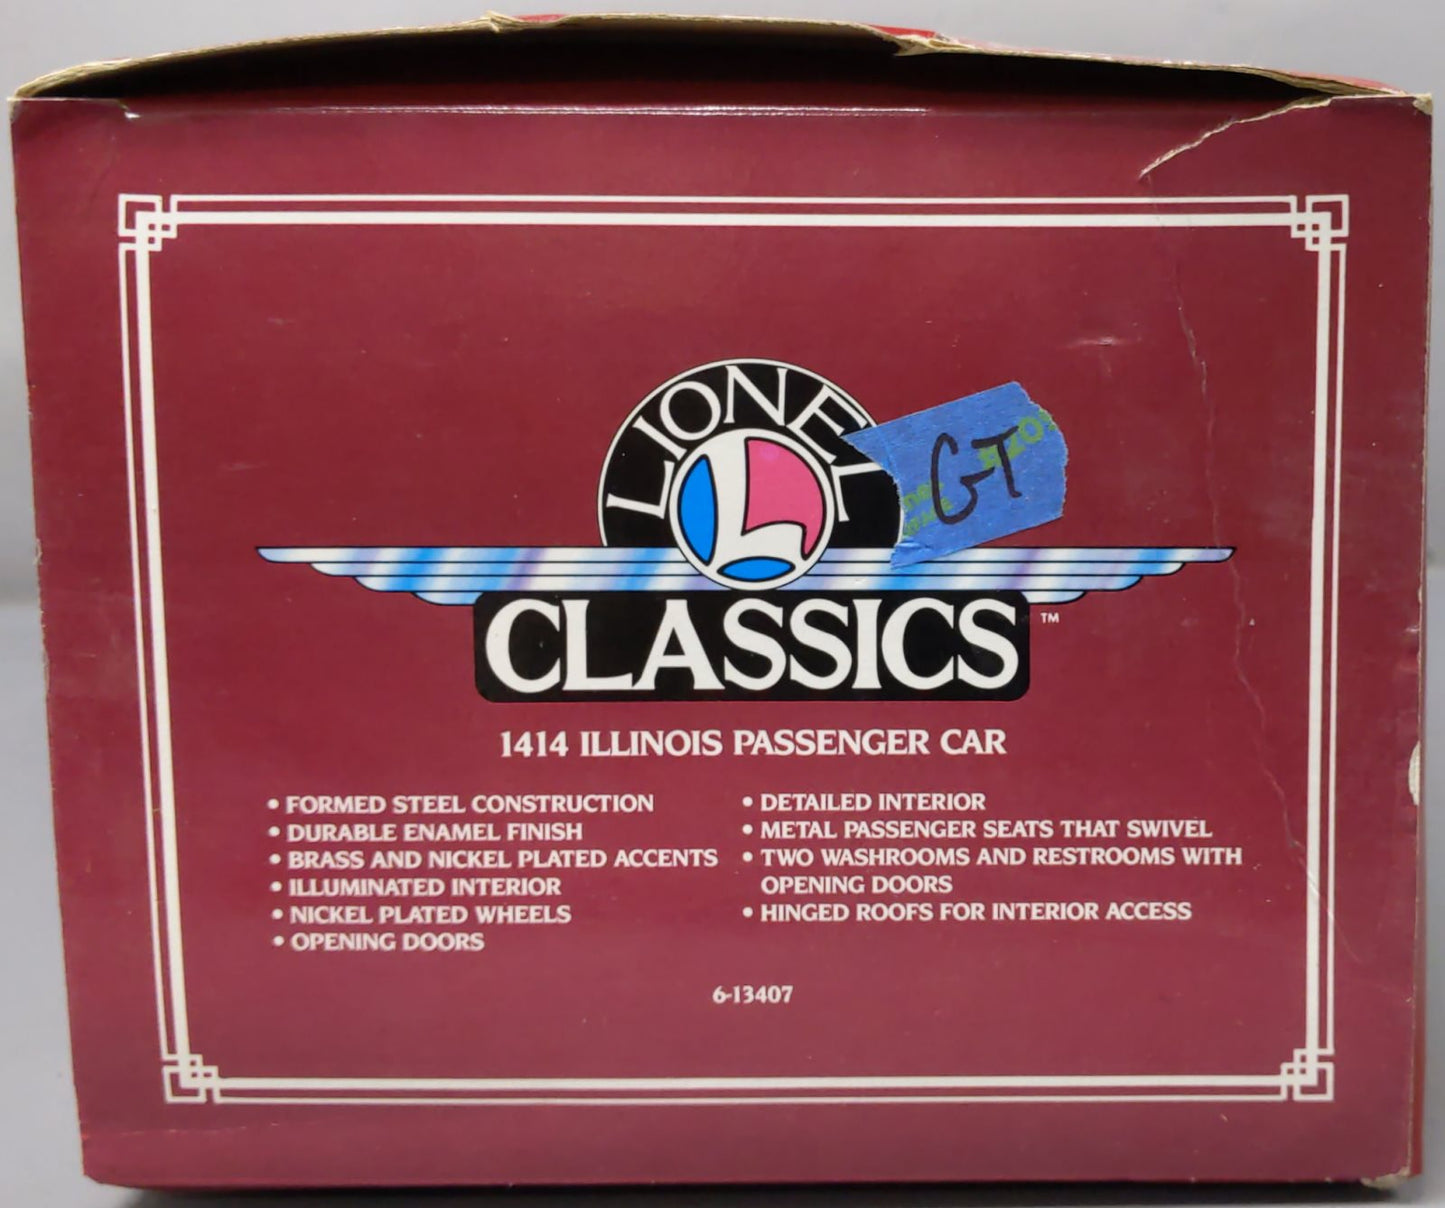 LIONEL
L
GT
CLASSICS™
1414 ILLINOIS PASSENGER CAR
• FORMED STEEL CONSTRUCTION
• DURABLE ENAMEL FINISH
• BRASS AND NICKEL PLATED ACCENTS
• ILLUMINATED INTERIOR
• NICKEL PLATED WHEELS
• OPENING DOORS
• DETAILED INTERIOR
• METAL PASSENGER SEATS THAT SWIVEL
• TWO WASHROOMS AND RESTROOMS WITH
OPENING DOORS
• HINGED ROOFS FOR INTERIOR ACCESS
6-13407